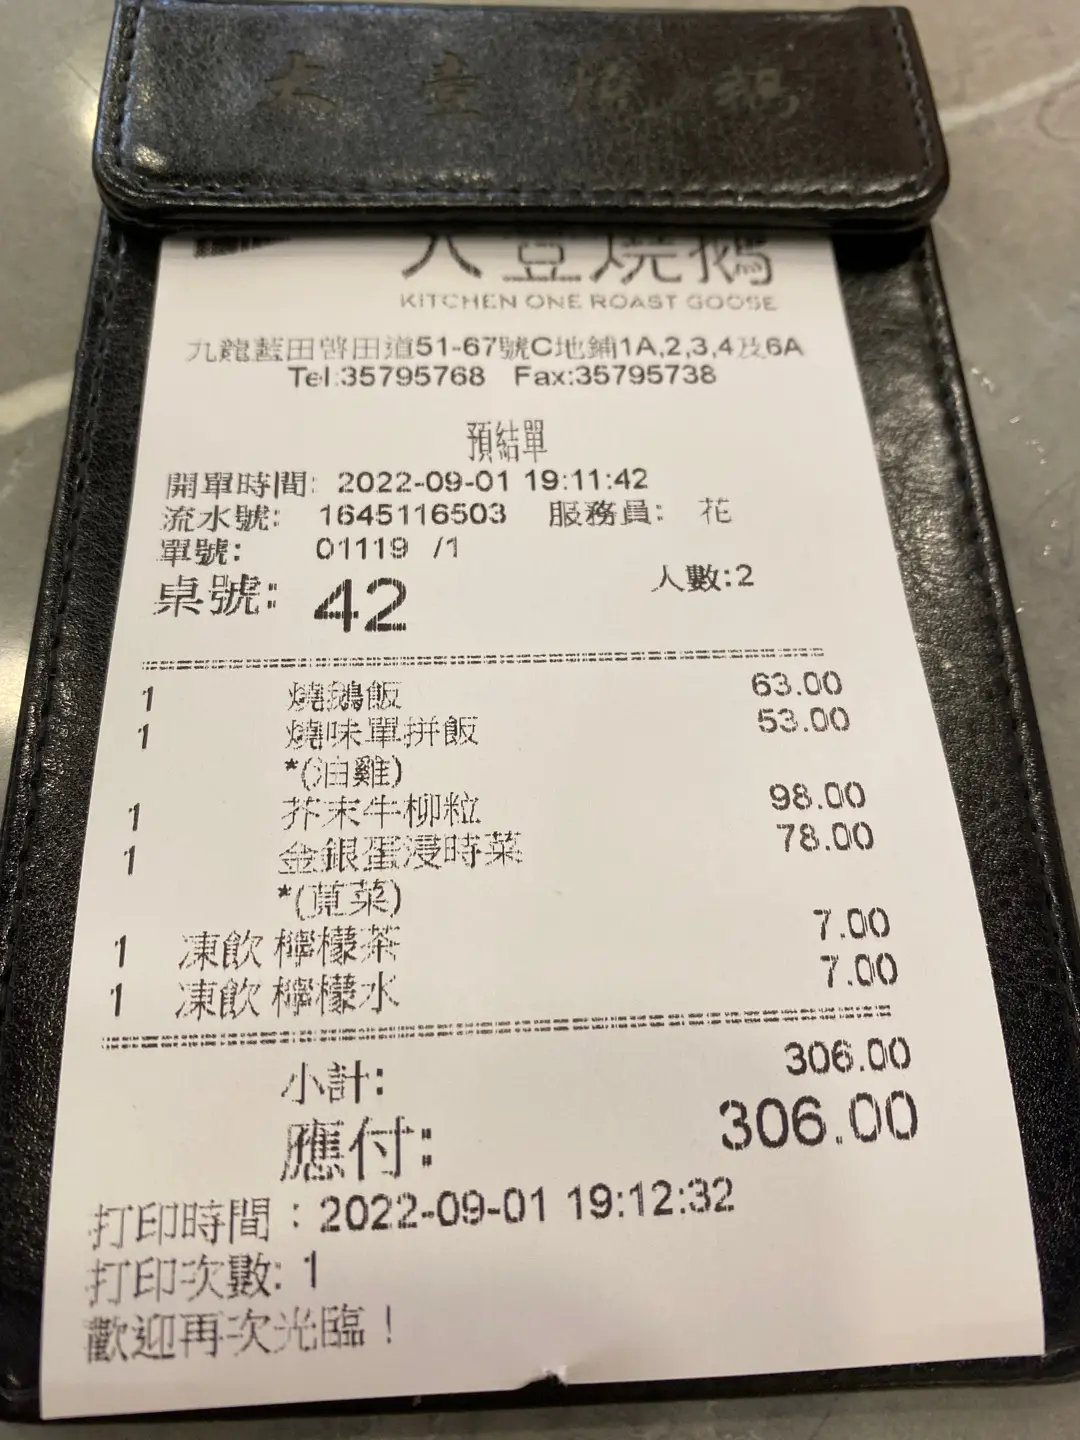 大壹燒鵝
KITCHEN ONE ROAST GOOSE
九龍藍田啓田道51-67號C地鋪1A,2,3,4及6A
Tel:35795768 Fax:35795738
預結單
開單時間: 2022-09-01 19:11:42
流水號: 1645116503 服務員: 花
單號: 01119 /1
桌號: 42 人數:2
1 燒鵝飯 63.00
1 燒味單拼飯 53.00
*(油雞)
1 芥末牛柳粒 98.00
1 金銀蛋浸時菜 78.00
*(莧菜)
1 凍飲 檸檬茶 7.00
1 凍飲 檸檬水 7.00
小計: 306.00
應付: 306.00
打印時間：2022-09-01 19:12:32
打印次數: 1
歡迎再次光臨！